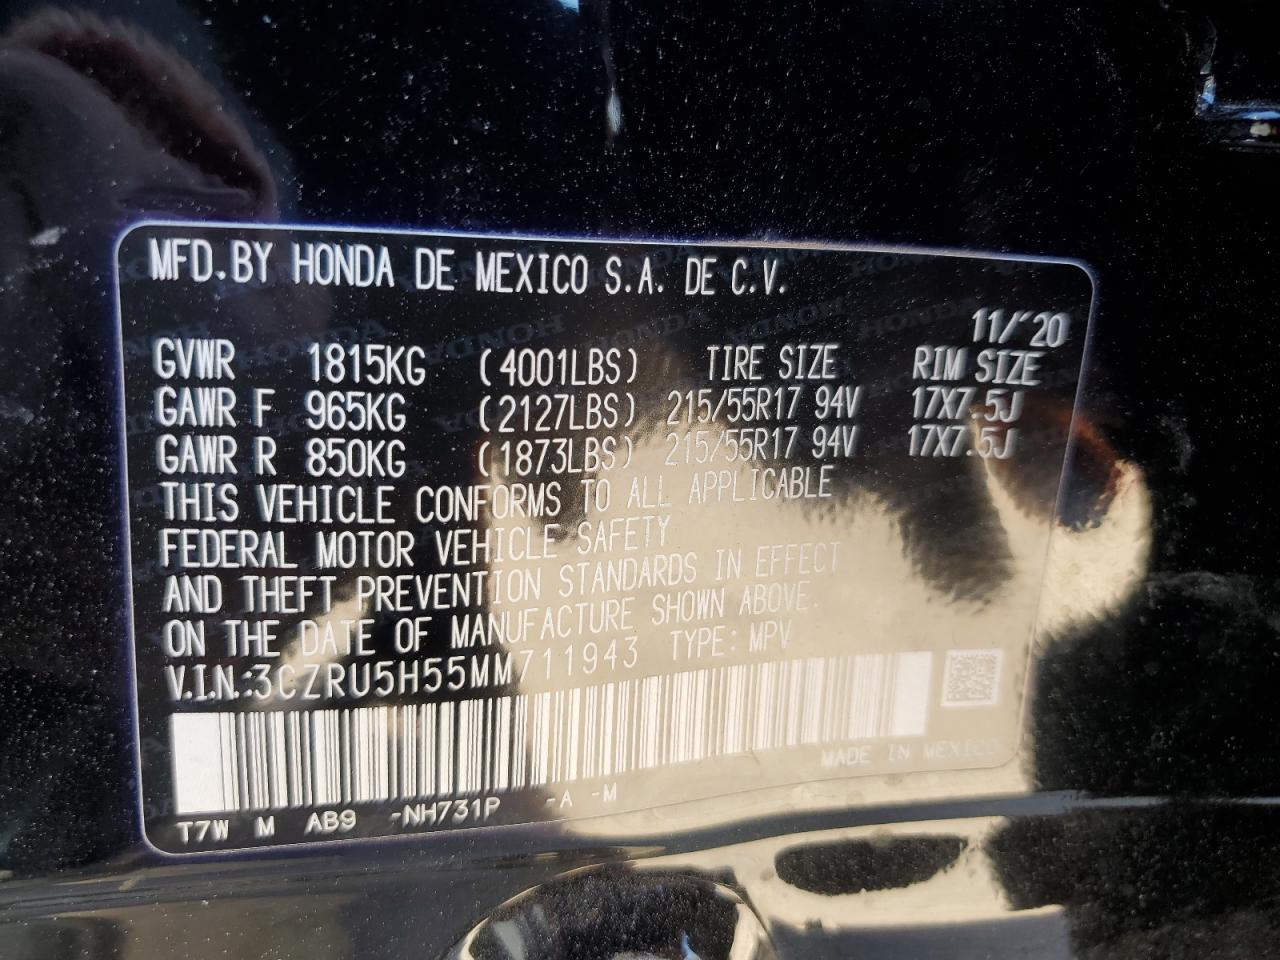 MFD.BY HONDA DE MEXICO S.A. DE C.V.
11/'20
GVWR 1815KG (4001LBS) TIRE SIZE RIM SIZE
GAWR F 965KG (2127LBS) 215/55R17 94V 17X7.5J
GAWR R 850KG (1873LBS) 215/55R17 94V 17X7.5J
THIS VEHICLE CONFORMS TO ALL APPLICABLE
FEDERAL MOTOR VEHICLE SAFETY
AND THEFT PREVENTION STANDARDS IN EFFECT
ON THE DATE OF MANUFACTURE SHOWN ABOVE.
V.I.N.:3CZRU5H55MM711943 TYPE: MPV
MADE IN MEXICO
T7W M AB9 -NH731P -A -M